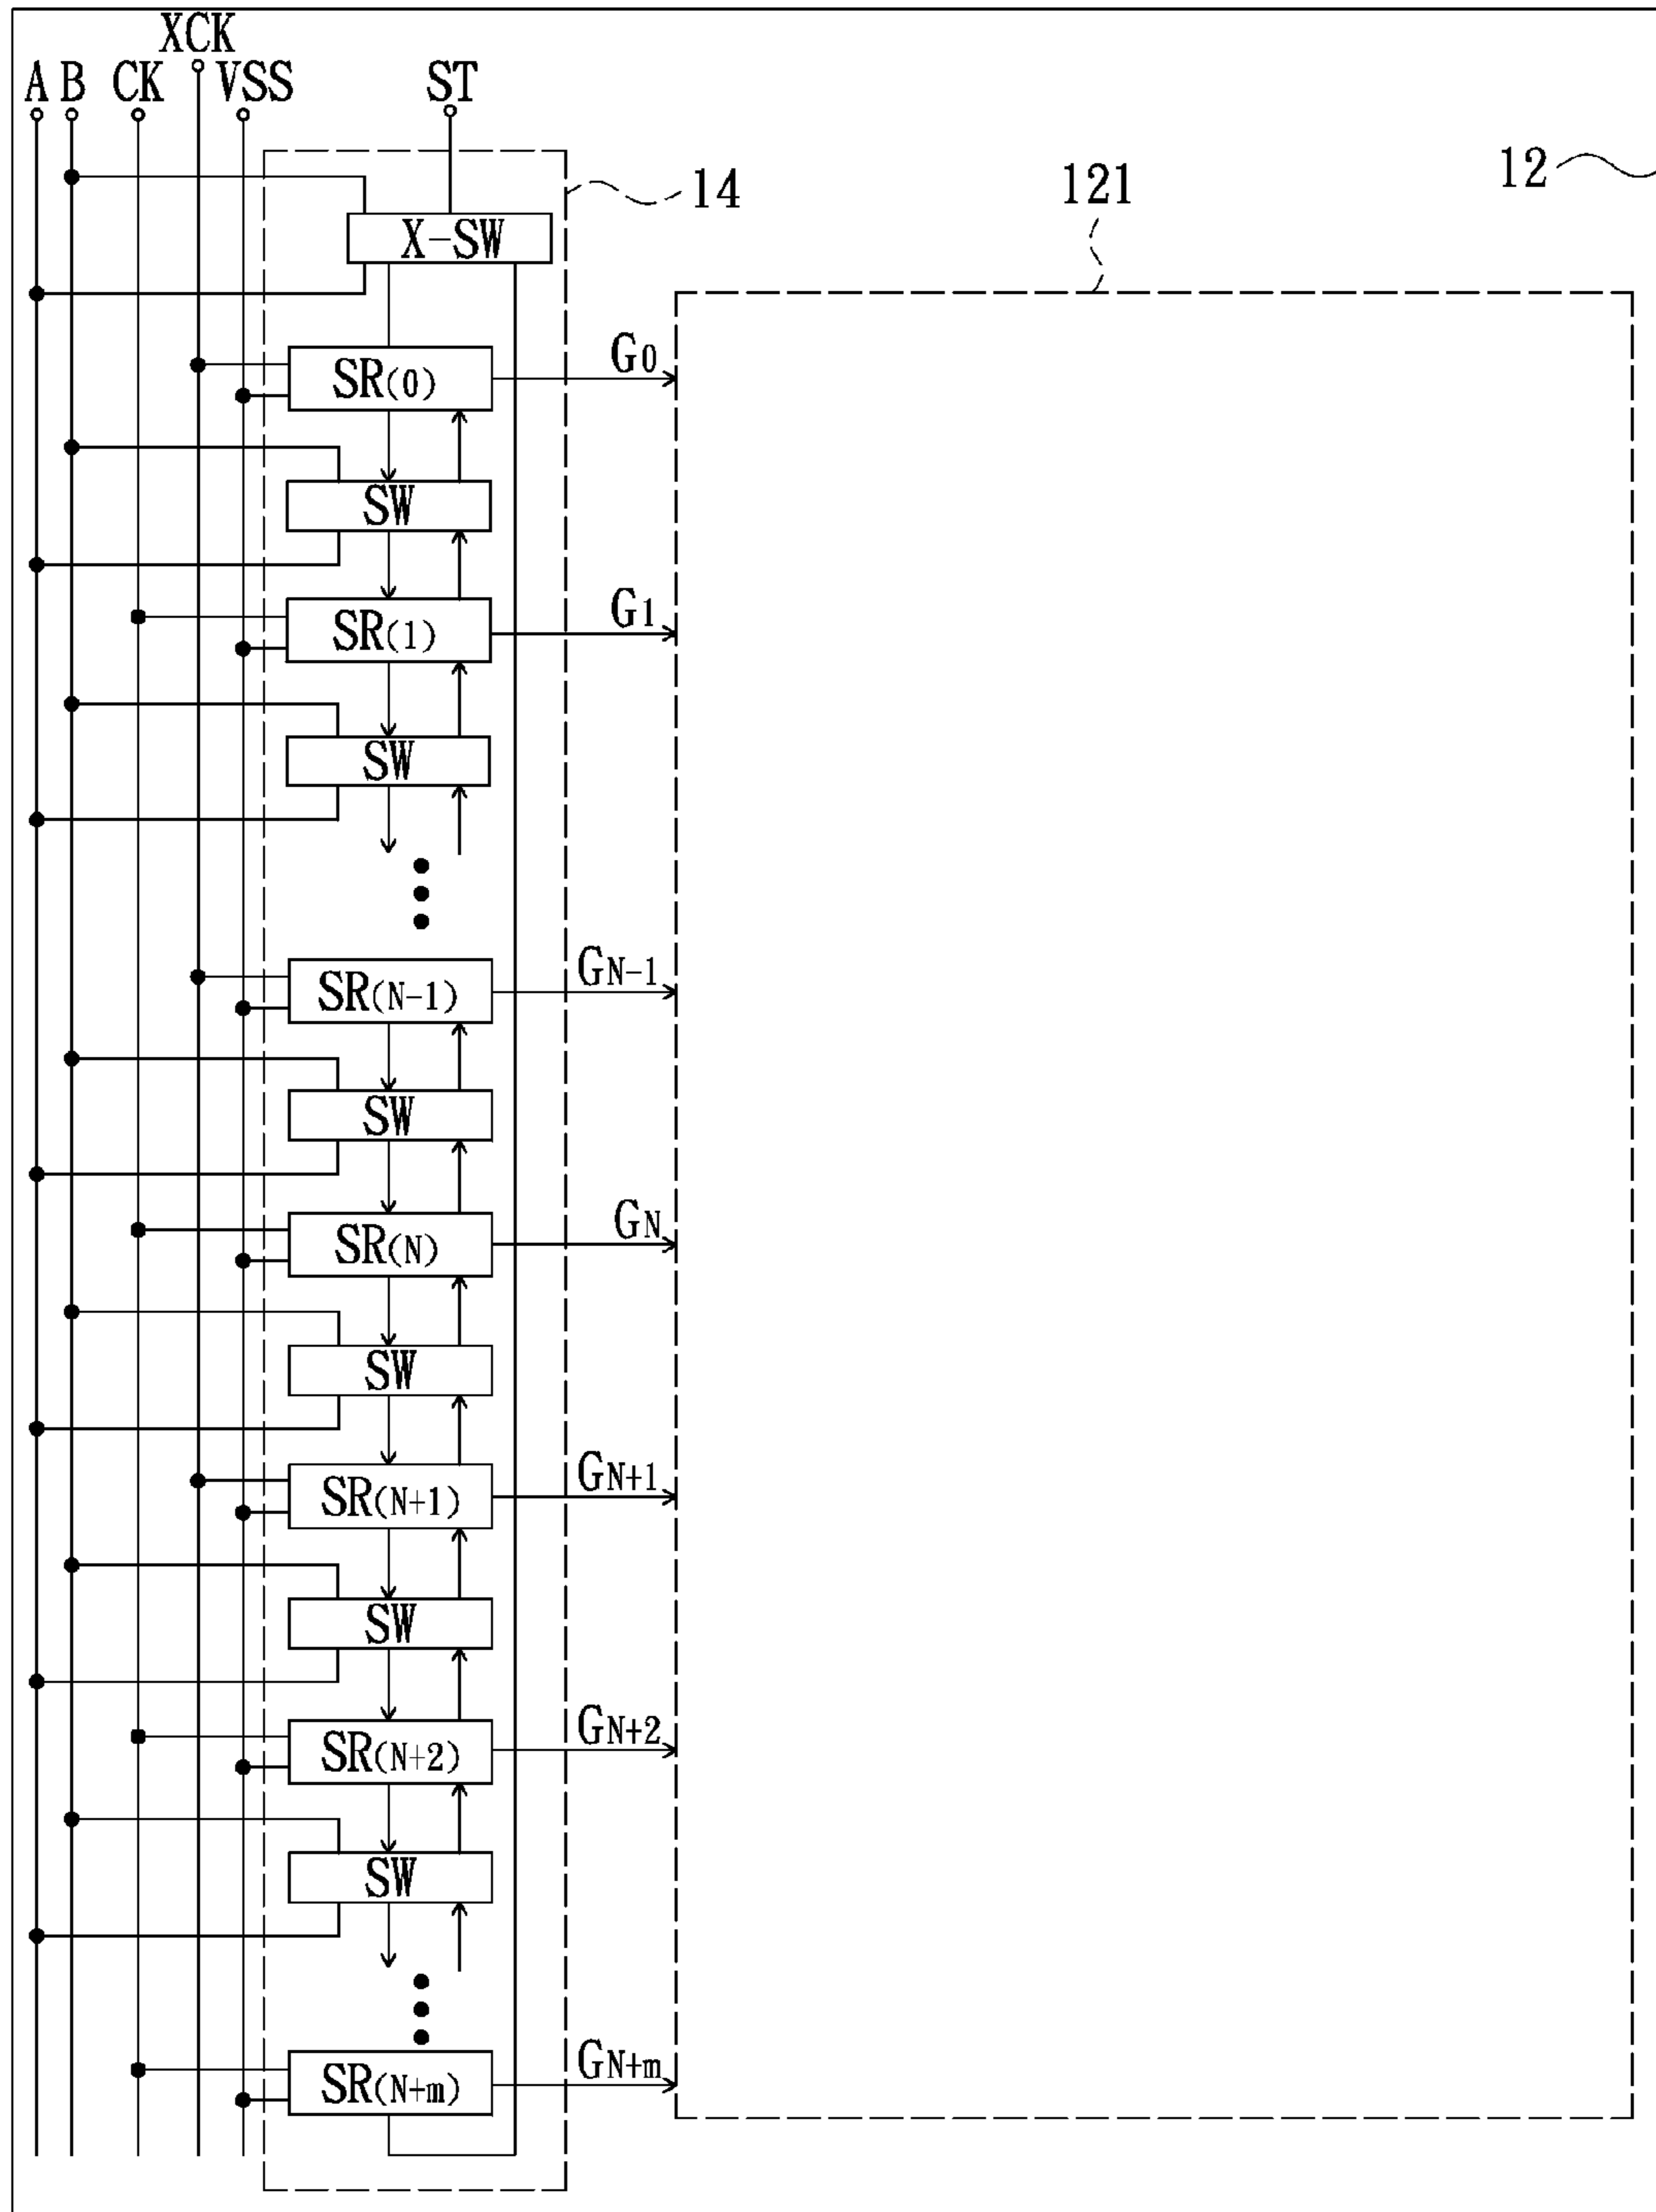 XCK
A B CK VSS ST
12
14
121
X-SW
SR(0) G0
SW
SR(1) G1
SW
SR(N-1) GN-1
SW
SR(N) GN
SW
SR(N+1) GN+1
SW
SR(N+2) GN+2
SW
SR(N+m) GN+m